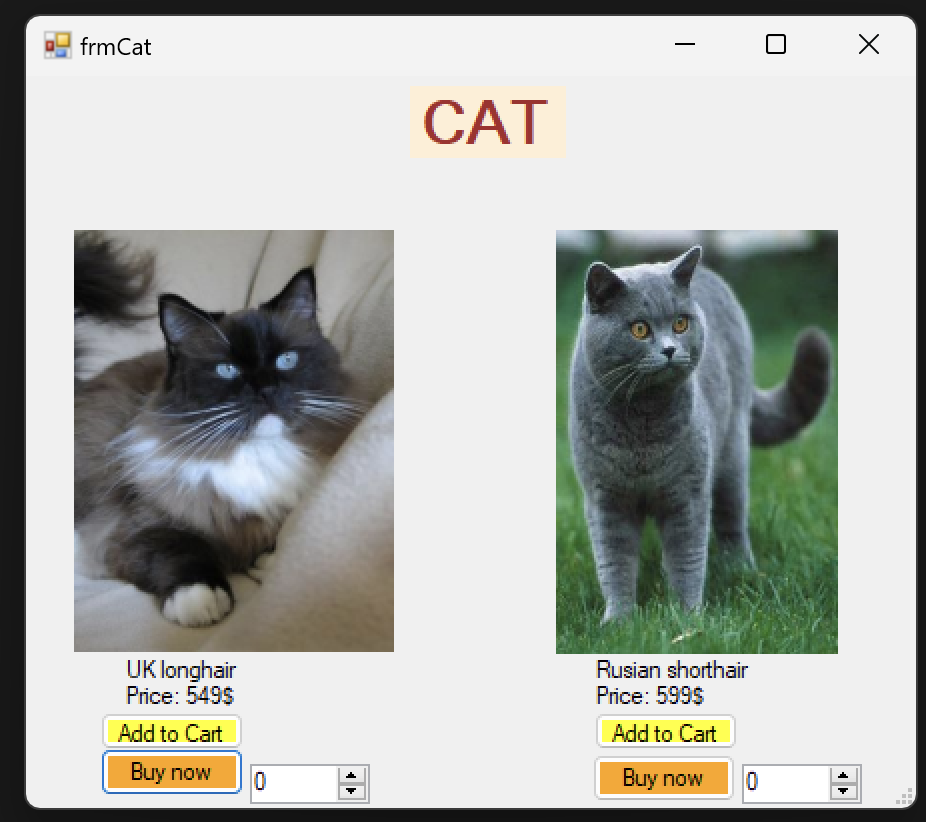 frmCat
CAT
UK longhair
Price: 549$
Add to Cart
Buy now
0
Rusian shorthair
Price: 599$
Add to Cart
Buy now
0